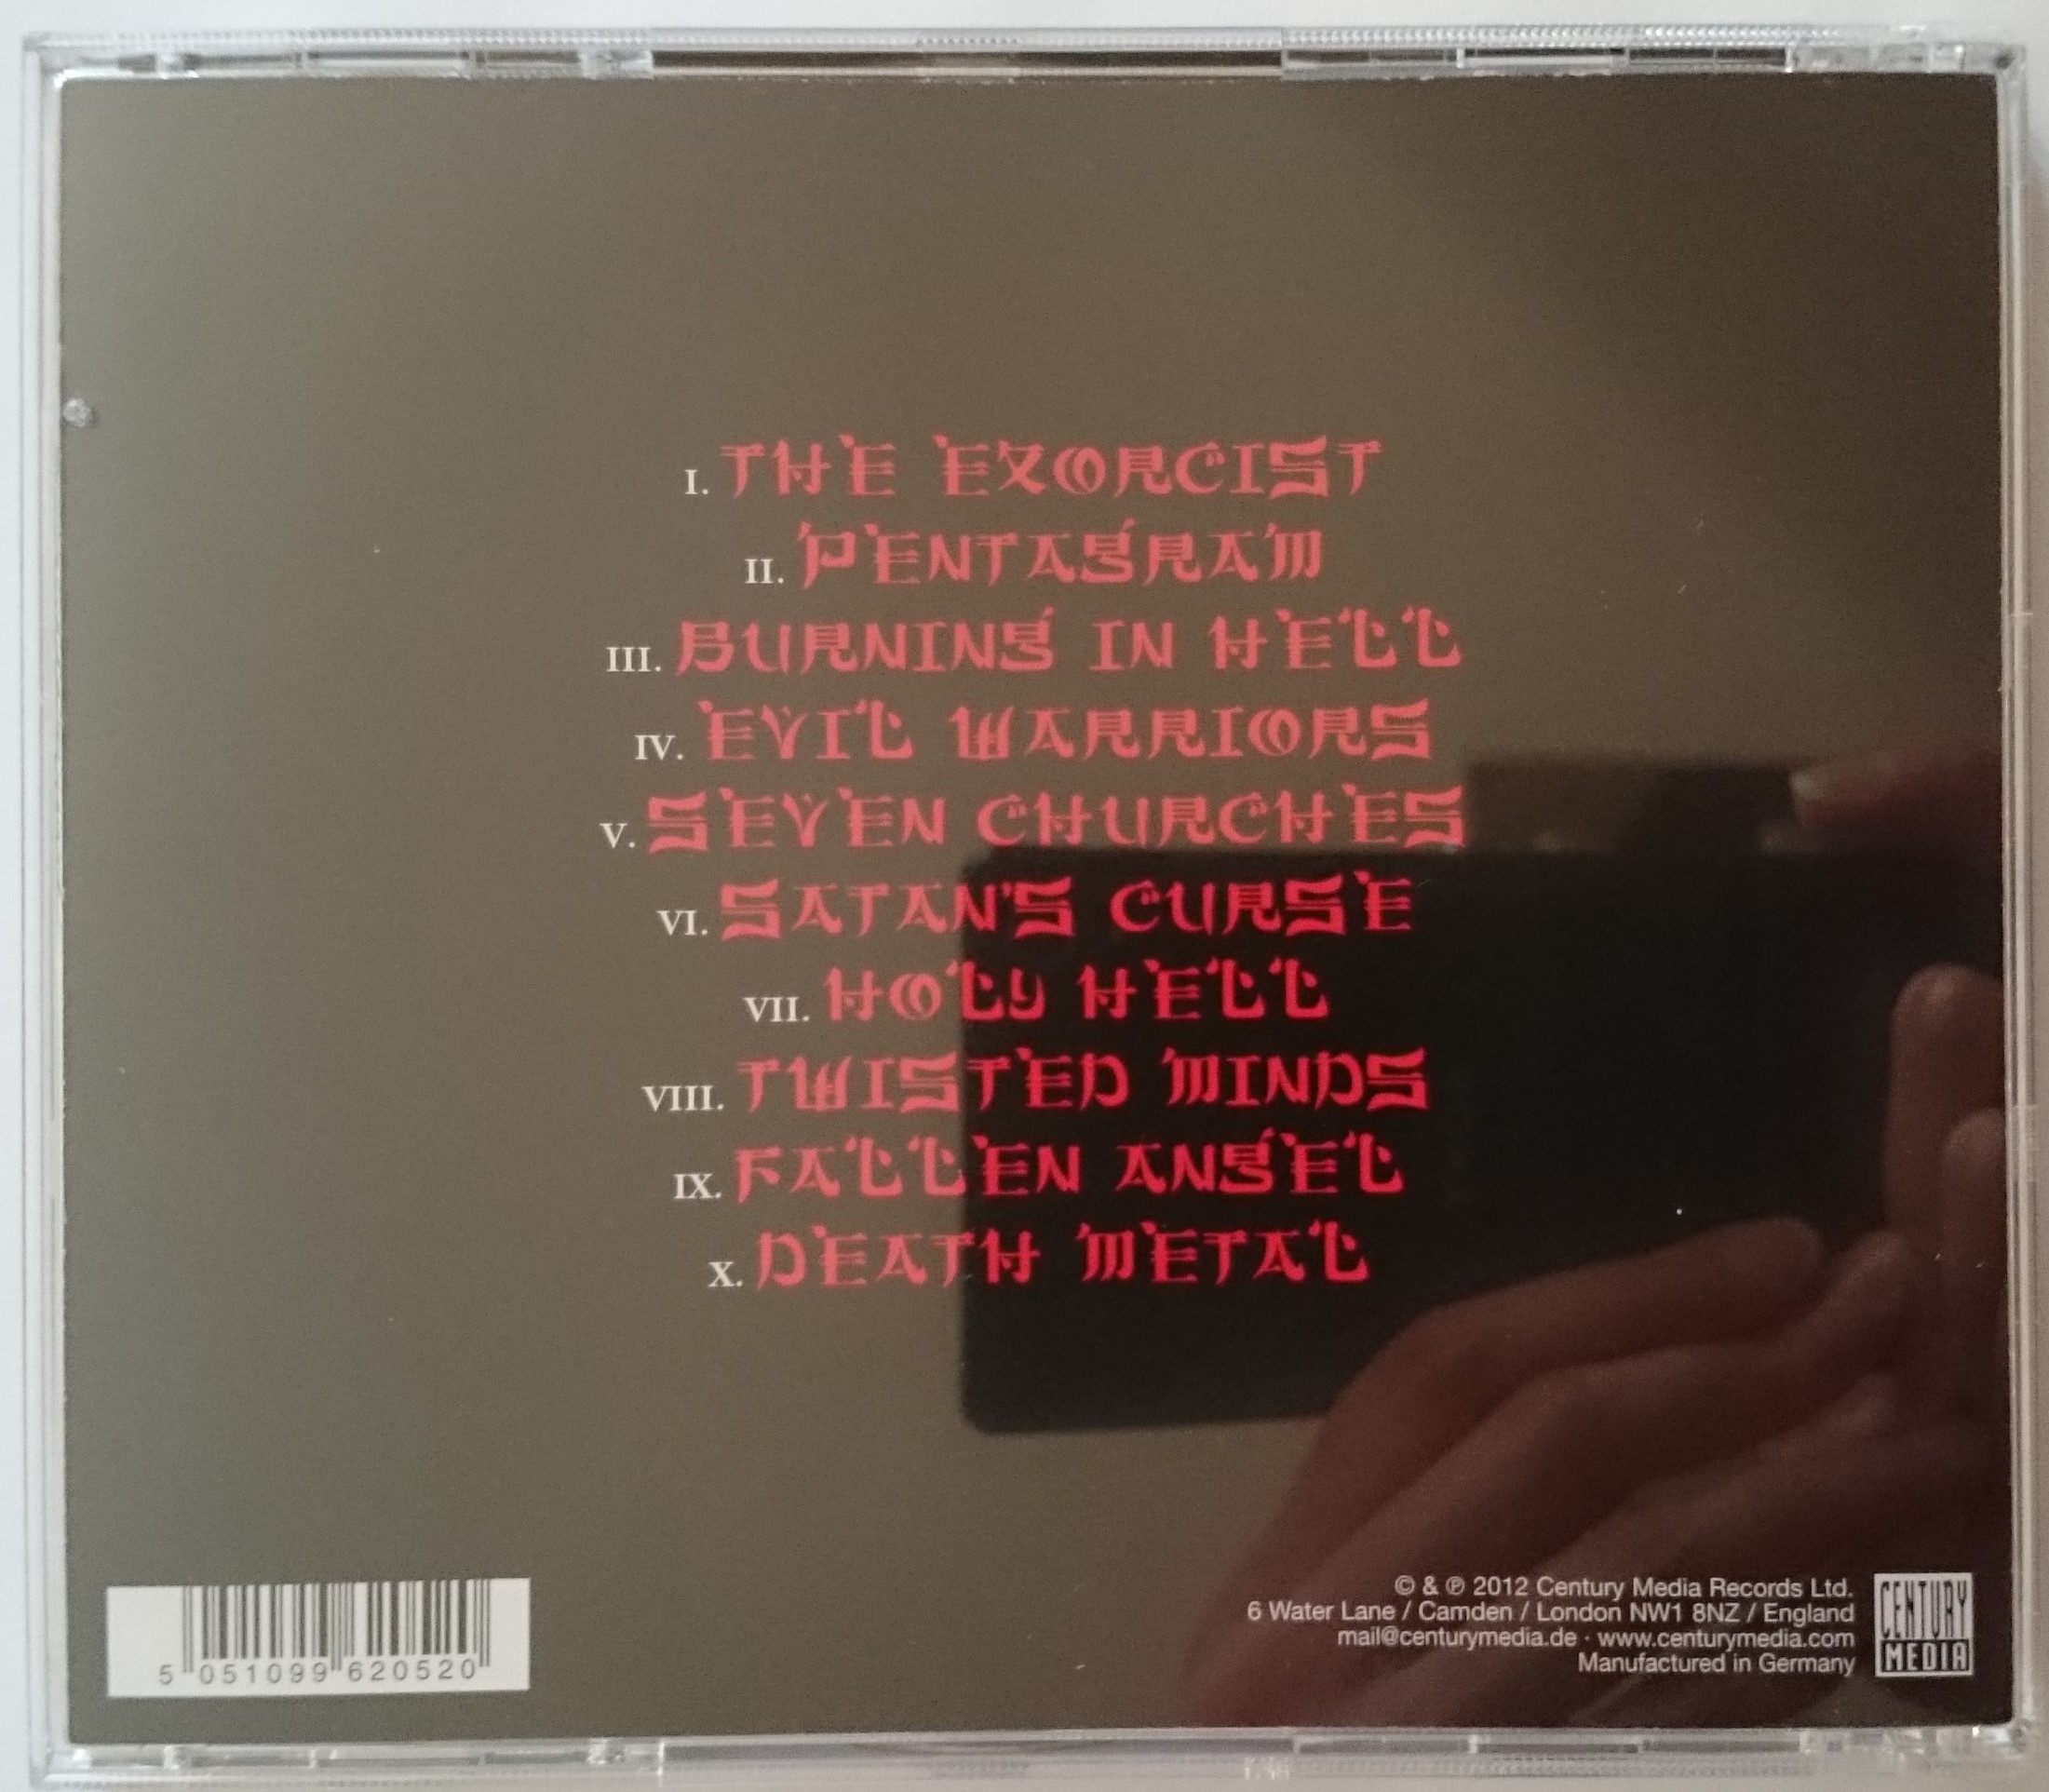 I. THE EXORCIST
II. PENTAGRAM
III. BURNING IN HELL
IV. EVIL WARRIORS
V. SEVEN CHURCHES
VI. SATAN'S CURSE
VII. HOLY HELL
VIII. TWISTED MINDS
IX. FALLEN ANGEL
X. DEATH METAL
5 051099 620520
© & ℗ 2012 Century Media Records Ltd.
6 Water Lane / Camden / London NW1 8NZ / England
mail@centurymedia.de · www.centurymedia.com
Manufactured in Germany
CENTURY
MEDIA